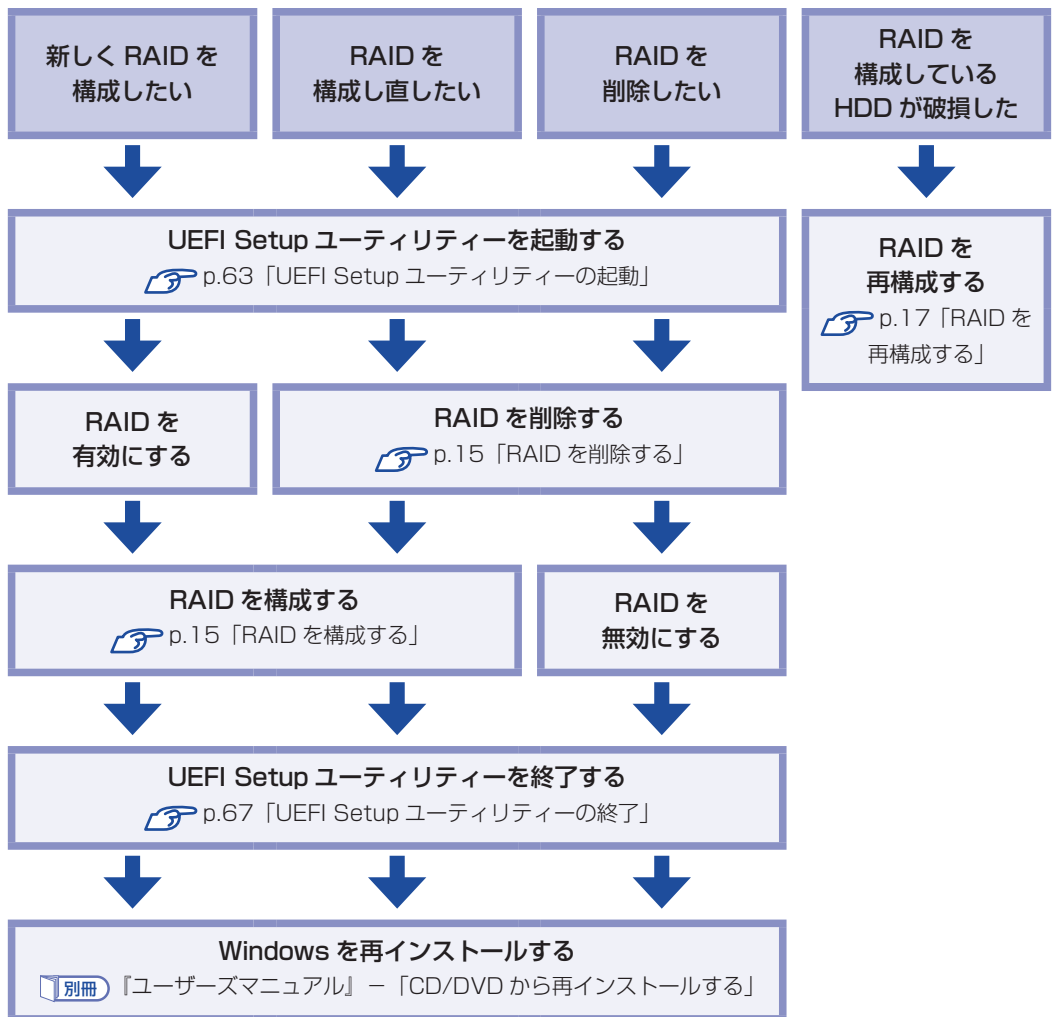 新しく RAID を
構成したい
RAID を
構成し直したい
RAID を
削除したい
RAID を
構成している
HDD が破損した
UEFI Setup ユーティリティーを起動する
p.63「UEFI Setup ユーティリティーの起動」
RAID を
再構成する
p.17「RAID を
再構成する」
RAID を
有効にする
RAID を削除する
p.15「RAID を削除する」
RAID を構成する
p.15「RAID を構成する」
RAID を
無効にする
UEFI Setup ユーティリティーを終了する
p.67「UEFI Setup ユーティリティーの終了」
Windows を再インストールする
別冊 『ユーザーズマニュアル』－「CD/DVD から再インストールする」